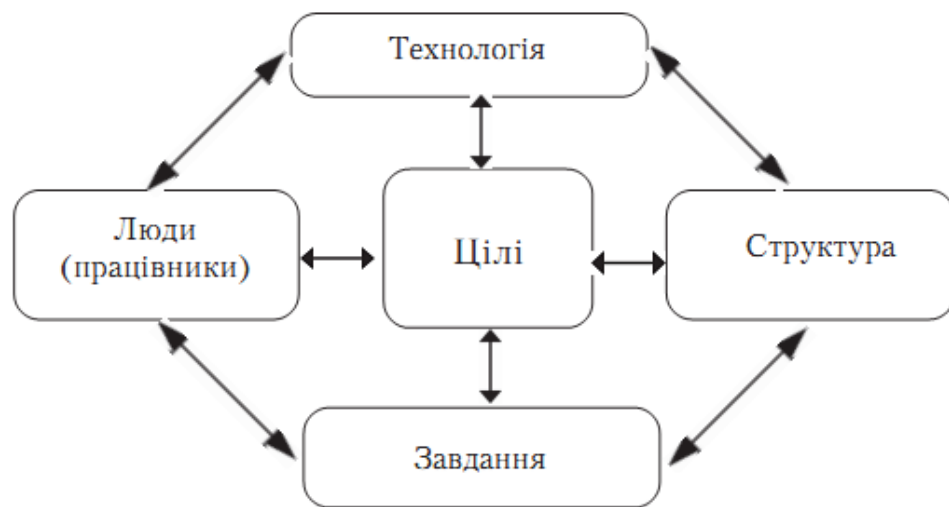 Технологія
Люди
(працівники)
Цілі
Структура
Завдання